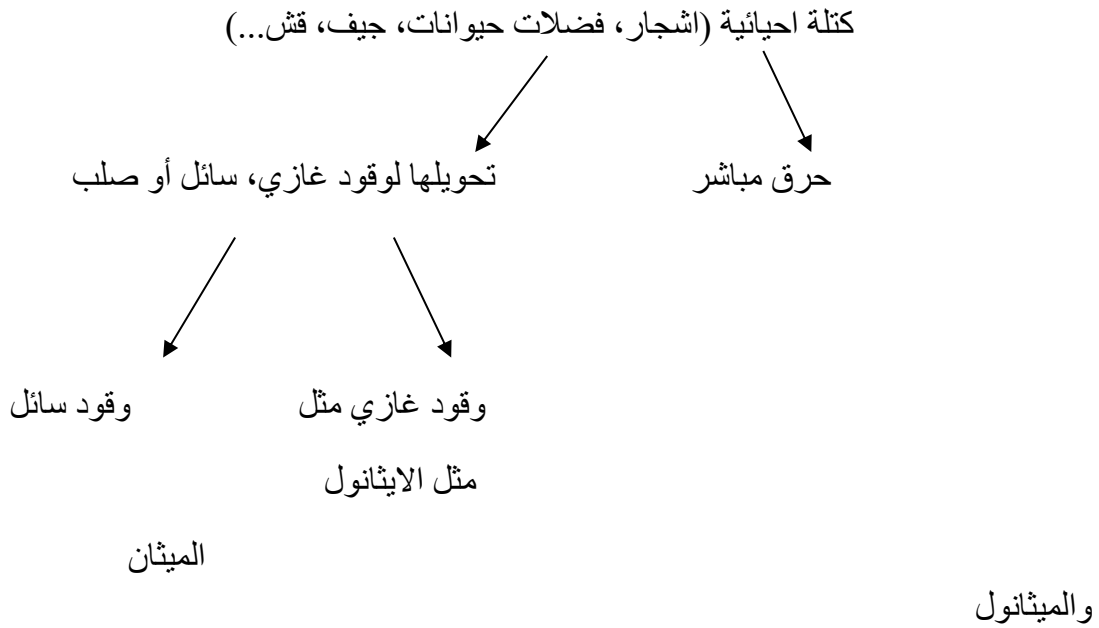 كتلة احيائية (اشجار، فضلات حيوانات، جيف، قش...)
حرق مباشر
تحويلها لوقود غازي، سائل أو صلب
وقود غازي مثل
وقود سائل
مثل الايثانول
الميثان
والميثانول